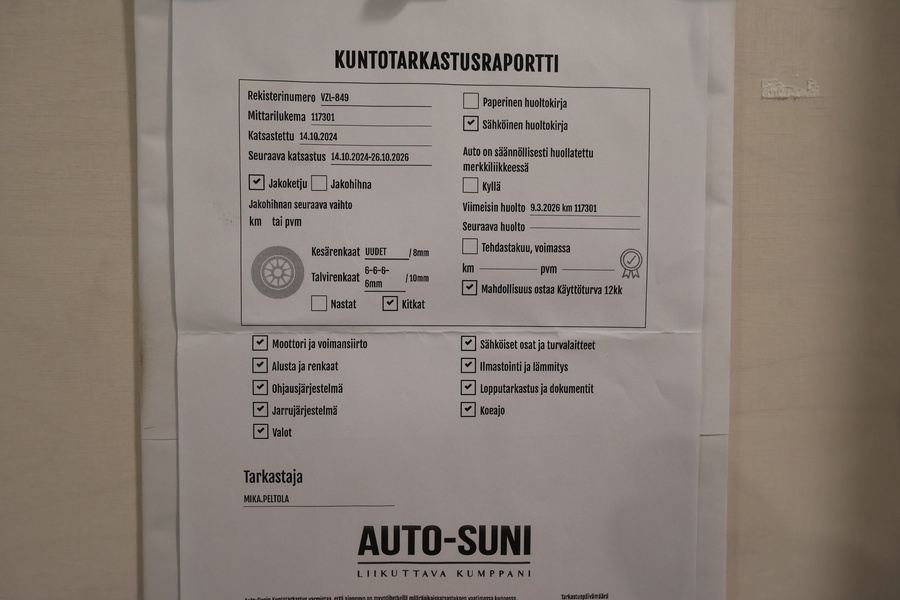 KUNTOTARKASTUSRAPORTTI
Rekisterinumero VZL-849
Mittarilukema 117301
Katsastettu 14.10.2024
Seuraava katsastus 14.10.2024-26.10.2026
Jakoketju Jakohihna
Jakohihnan seuraava vaihto
km tai pvm
Kesärenkaat UUDET / 8mm
Talvirenkaat 6-6-6-6mm / 10mm
Nastat Kitkat
Paperinen huoltokirja
Sähköinen huoltokirja
Auto on säännöllisesti huollatettu
merkkiliikkeessä
Kyllä
Viimeisin huolto 9.3.2026 km 117301
Seuraava huolto
Tehdastakuu, voimassa
km pvm
Mahdollisuus ostaa Käyttöturva 12kk
Moottori ja voimansiirto
Alusta ja renkaat
Ohjausjärjestelmä
Jarrujärjestelmä
Valot
Sähköiset osat ja turvalaitteet
Ilmastointi ja lämmitys
Lopputarkastus ja dokumentit
Koeajo
Tarkastaja
MIKA.PELTOLA
AUTO-SUNI
LIIKUTTAVA KUMPPANI
Tarkastuspäivämäärä